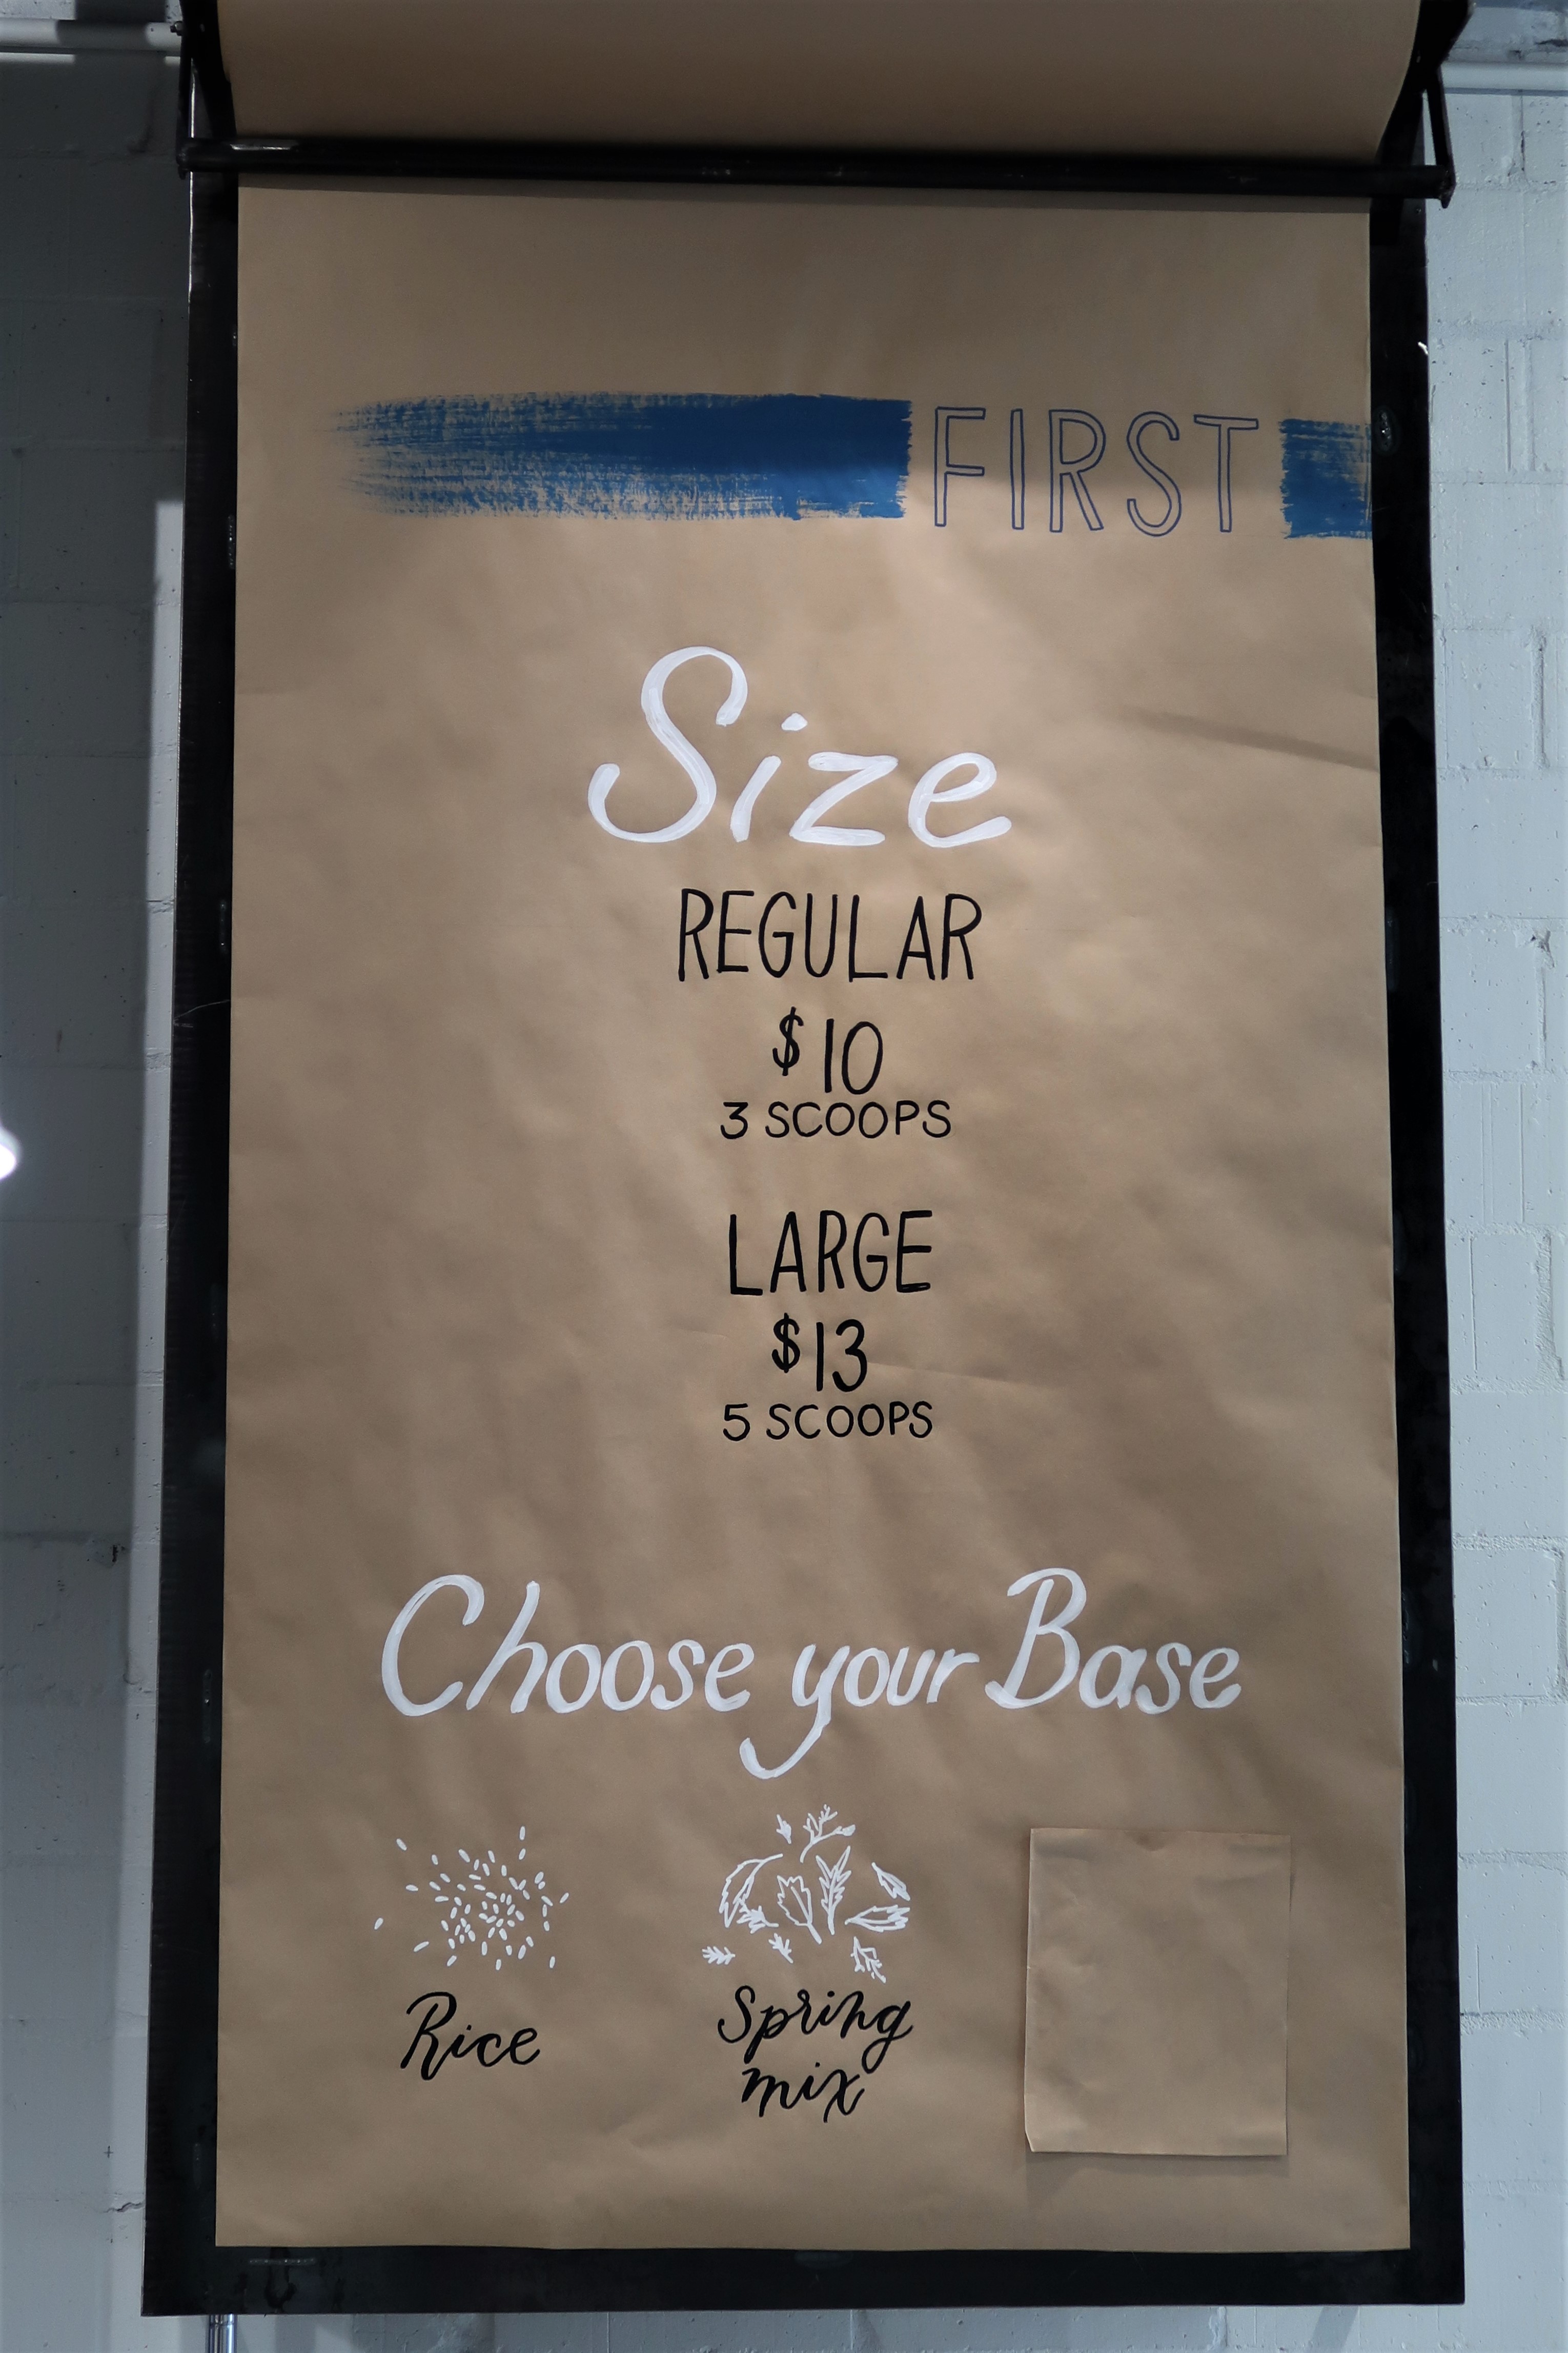 FIRST
Size
REGULAR
$10
3 SCOOPS
LARGE
$13
5 SCOOPS
Choose your Base
Rice
Spring
mix